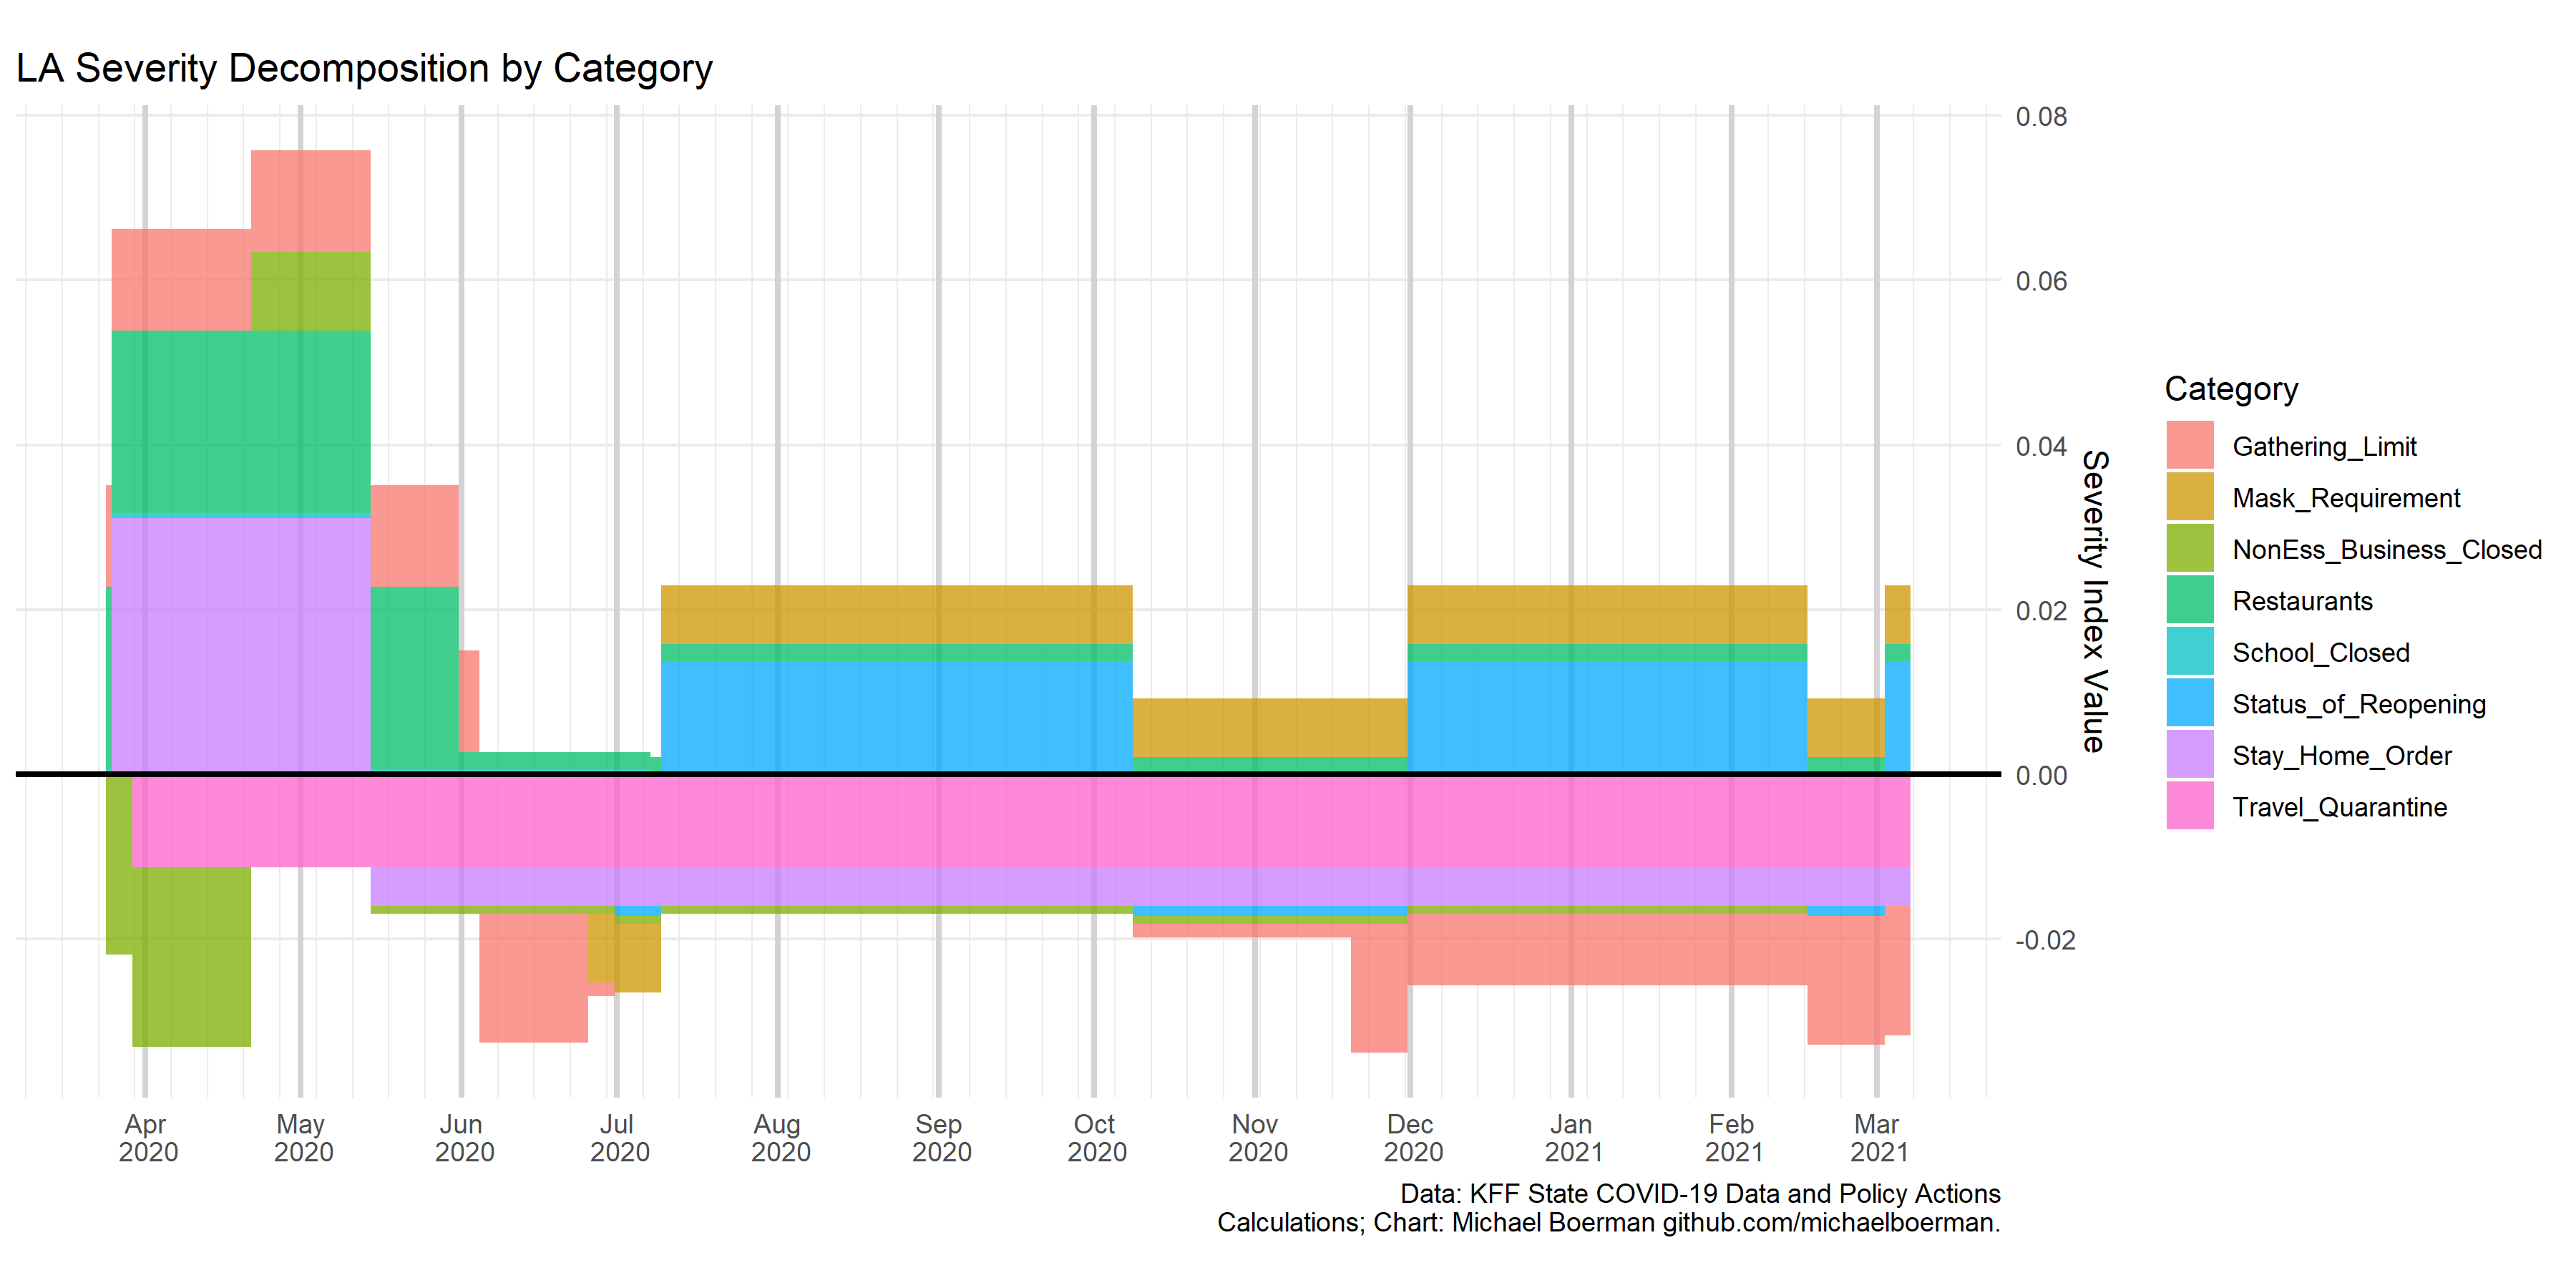 LA Severity Decomposition by Category
0.08
0.06
0.04
0.02
0.00
-0.02
Severity Index Value
Apr
2020
May
2020
Jun
2020
Jul
2020
Aug
2020
Sep
2020
Oct
2020
Nov
2020
Dec
2020
Jan
2021
Feb
2021
Mar
2021
Category
Gathering_Limit
Mask_Requirement
NonEss_Business_Closed
Restaurants
School_Closed
Status_of_Reopening
Stay_Home_Order
Travel_Quarantine
Data: KFF State COVID-19 Data and Policy Actions
Calculations; Chart: Michael Boerman github.com/michaelboerman.